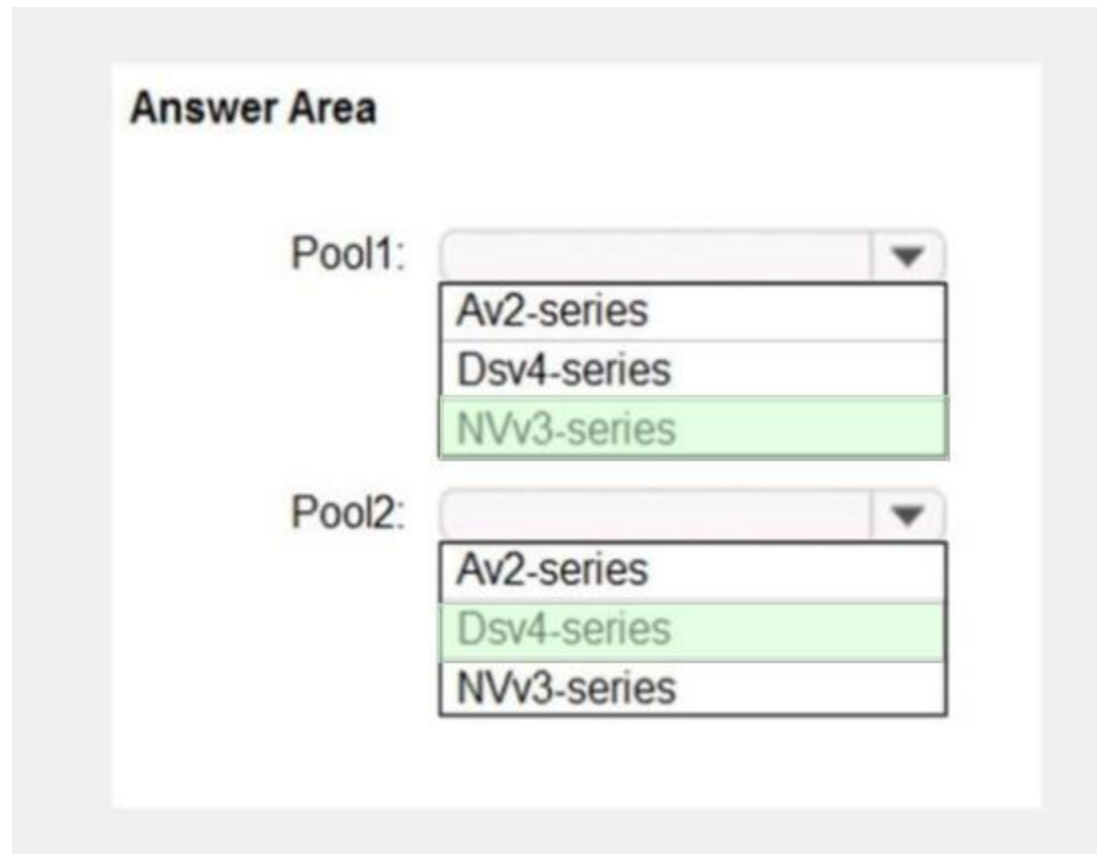 Answer Area
Pool1:
Av2-series
Dsv4-series
NVv3-series
Pool2:
Av2-series
Dsv4-series
NVv3-series